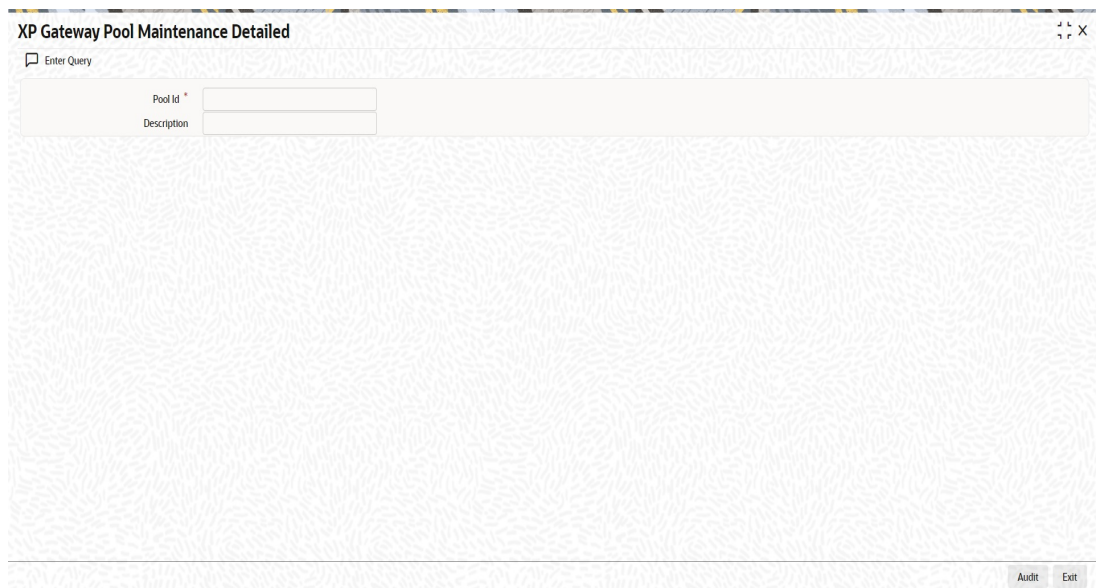 XP Gateway Pool Maintenance Detailed
Enter Query
Pool Id *
Description
Audit Exit